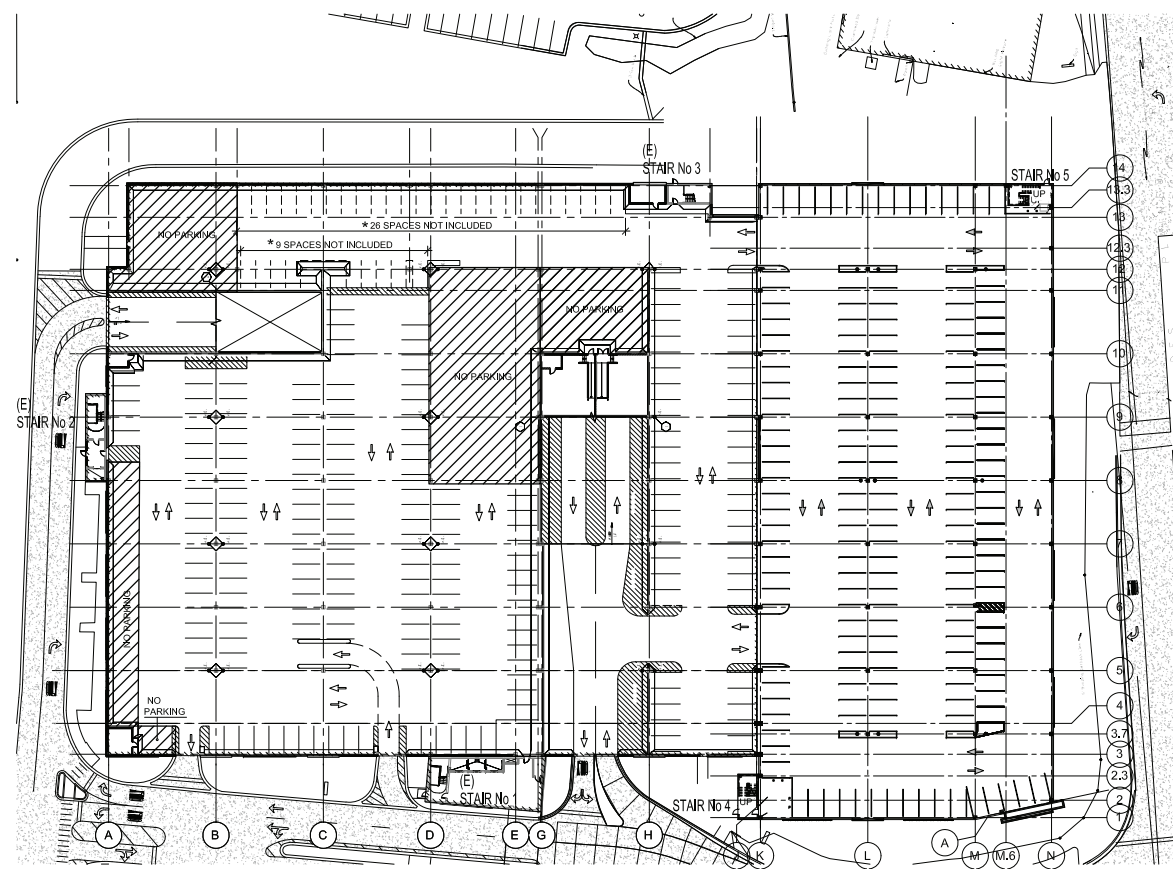 (E)
STAIR No 3
STAIR No 5
UP
14
13.3
13
12.3
12
11
10
9
8
7
6
5
4
3.7
3
2.3
2
1
*26 SPACES NOT INCLUDED
NO PARKING
*9 SPACES NOT INCLUDED
NO PARKING
NO PARKING
(E)
STAIR No 2
NO PARKING
NO
PARKING
(E)
STAIR No 1
STAIR No 4
UP
A
B
C
D
E
G
H
J
K
L
A
M
M.6
N